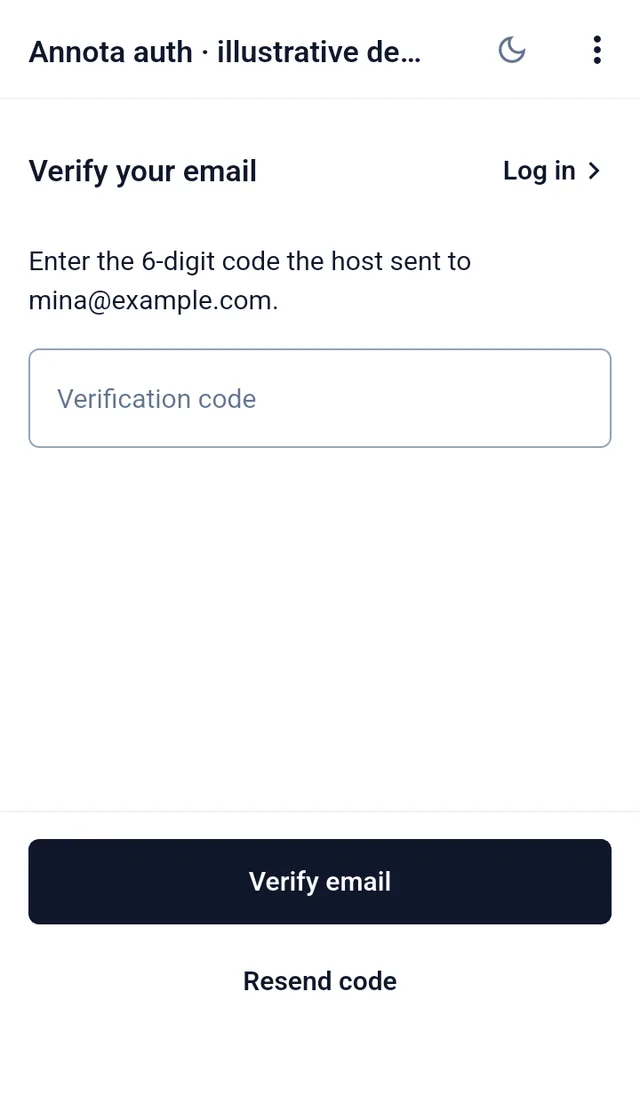 Annota auth · illustrative de…
Verify your email
Log in
Enter the 6-digit code the host sent to
mina@example.com.
Verification code
Verify email
Resend code